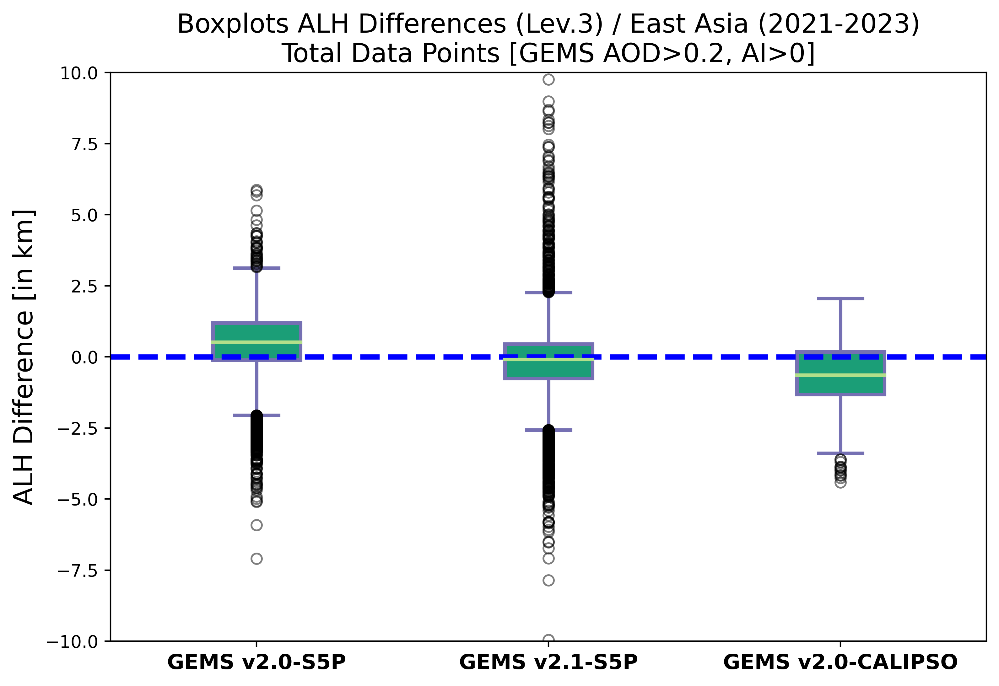 Boxplots ALH Differences (Lev.3) / East Asia (2021-2023)
Total Data Points [GEMS AOD>0.2, AI>0]
ALH Difference [in km]
10.0
7.5
5.0
2.5
0.0
−2.5
−5.0
−7.5
−10.0
GEMS v2.0-S5P
GEMS v2.1-S5P
GEMS v2.0-CALIPSO